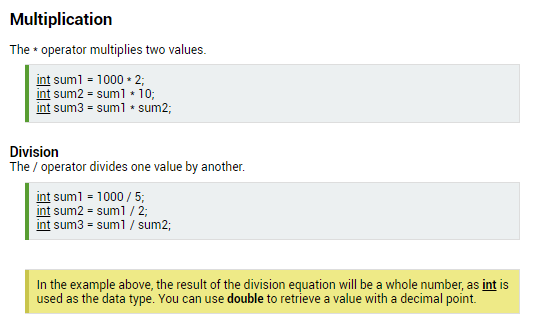 Multiplication
The * operator multiplies two values.
int sum1 = 1000 * 2;
int sum2 = sum1 * 10;
int sum3 = sum1 * sum2;
Division
The / operator divides one value by another.
int sum1 = 1000 / 5;
int sum2 = sum1 / 2;
int sum3 = sum1 / sum2;
In the example above, the result of the division equation will be a whole number, as int is
used as the data type. You can use double to retrieve a value with a decimal point.